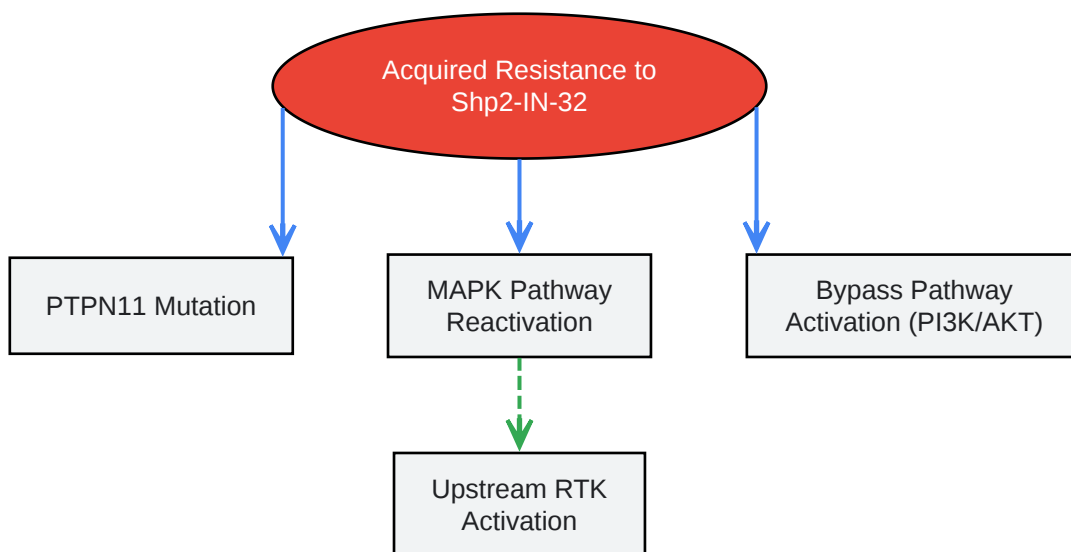 Acquired Resistance to
Shp2-IN-32
PTPN11 Mutation
MAPK Pathway
Reactivation
Bypass Pathway
Activation (PI3K/AKT)
Upstream RTK
Activation